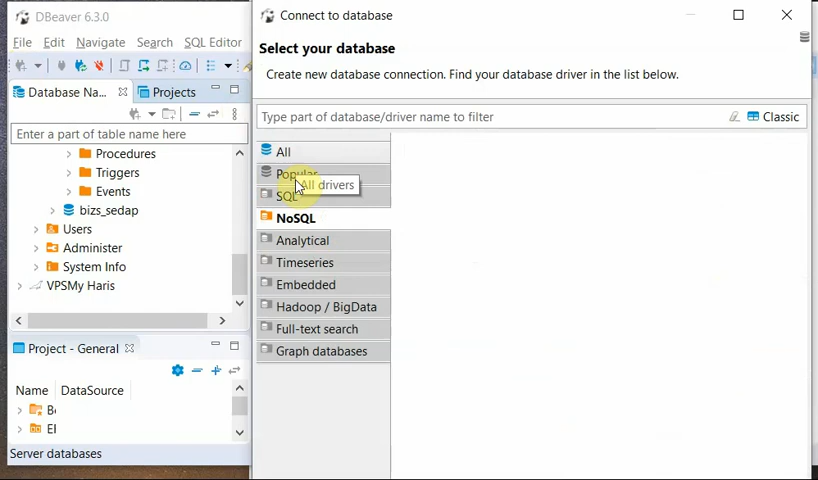 DBeaver 6.3.0
File Edit Navigate Search SQL Editor
Database Na...
Projects
Enter a part of table name here
Procedures
Triggers
Events
bizs_sedap
Users
Administer
System Info
VPSMy Haris
Project - General
Name DataSource
Server databases
Connect to database
Select your database
Create new database connection. Find your database driver in the list below.
Type part of database/driver name to filter
Classic
All
Popular
All drivers
SQL
NoSQL
Analytical
Timeseries
Embedded
Hadoop / BigData
Full-text search
Graph databases